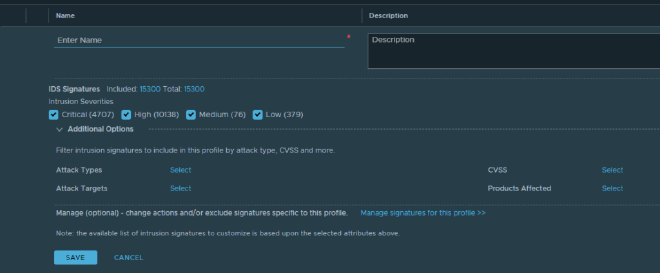 Name Description
Enter Name * Description
IDS Signatures Included: 15300 Total: 15300
Intrusion Severities
Critical (4707) High (10138) Medium (76) Low (379)
Additional Options
Filter intrusion signatures to include in this profile by attack type, CVSS and more.
Attack Types Select CVSS Select
Attack Targets Select Products Affected Select
Manage (optional) - change actions and/or exclude signatures specific to this profile. Manage signatures for this profile >>
Note: the available list of intrusion signatures to customize is based upon the selected attributes above.
SAVE CANCEL